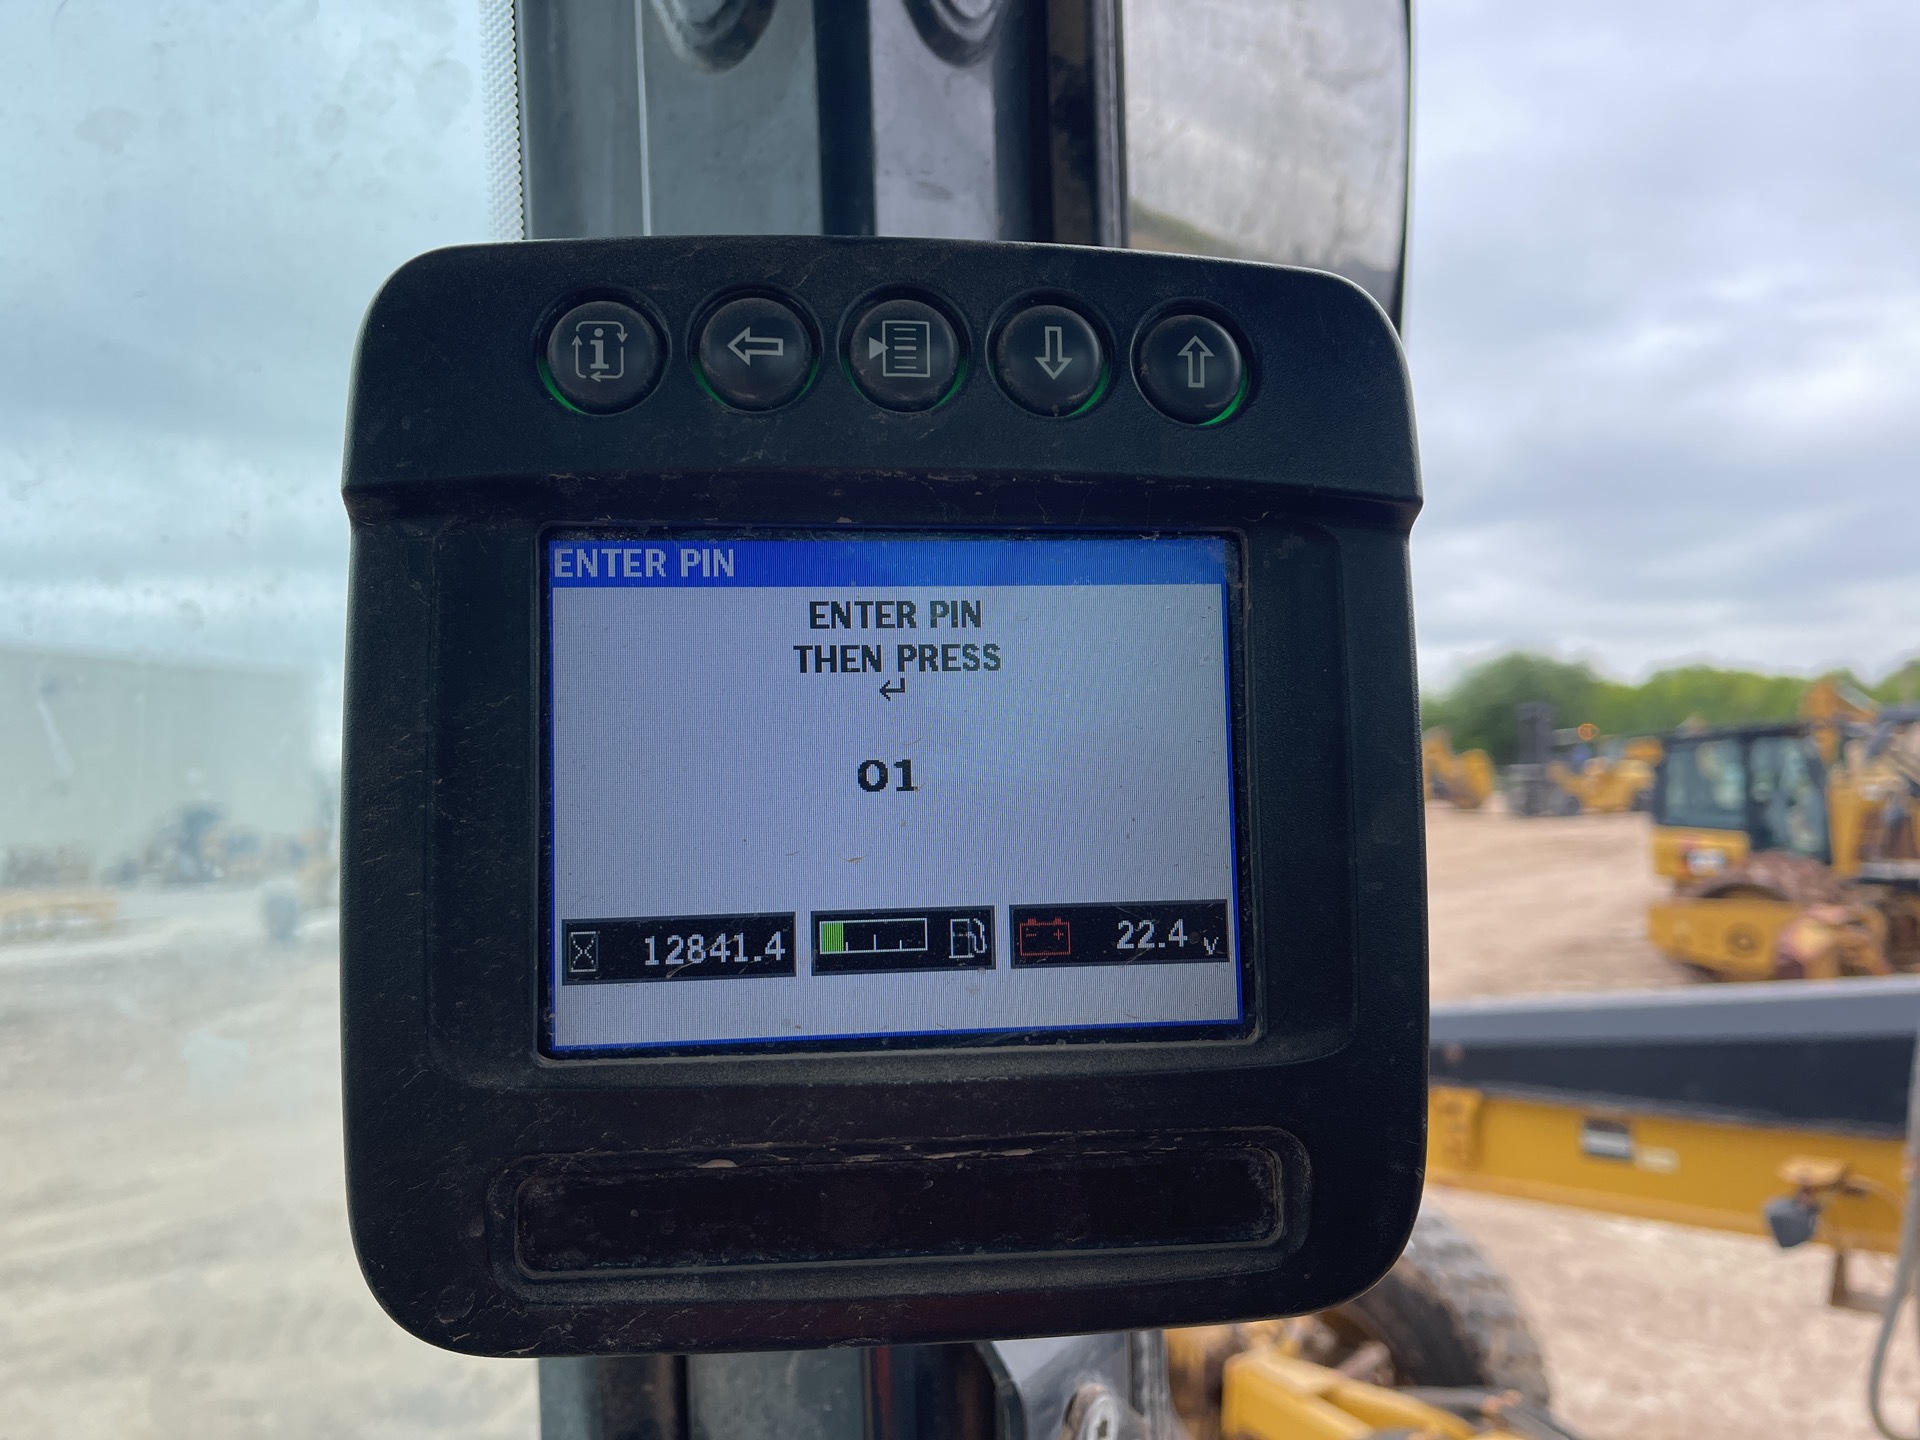 i
ENTER PIN
ENTER PIN
THEN PRESS
↵
01
12841.4
22.4 V